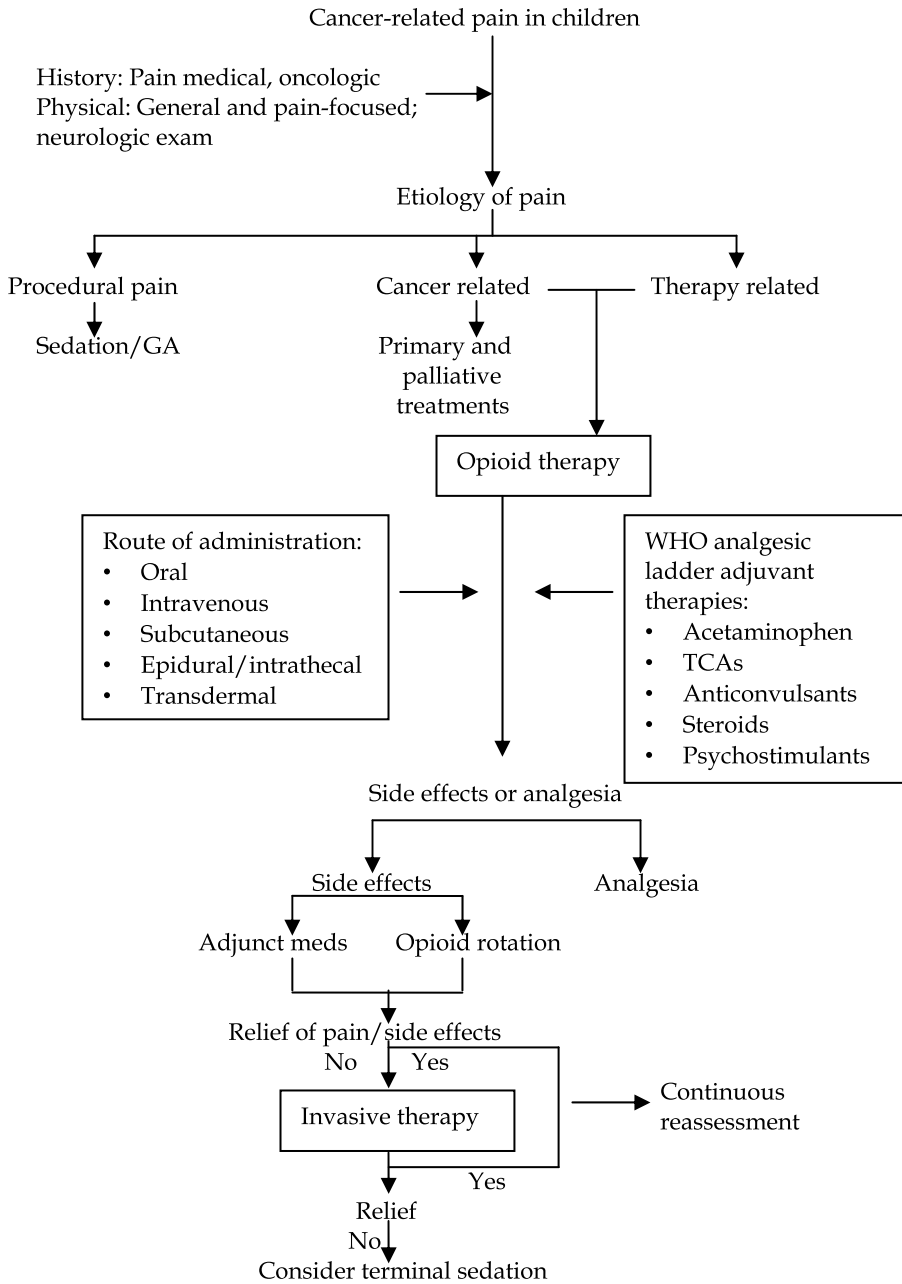 Cancer-related pain in children
History: Pain medical, oncologic
Physical: General and pain-focused;
neurologic exam
Etiology of pain
Procedural pain
Cancer related
Therapy related
Sedation/GA
Primary and
palliative
treatments
Opioid therapy
Route of administration:
• Oral
• Intravenous
• Subcutaneous
• Epidural/intrathecal
• Transdermal
WHO analgesic
ladder adjuvant
therapies:
• Acetaminophen
• TCAs
• Anticonvulsants
• Steroids
• Psychostimulants
Side effects or analgesia
Side effects
Analgesia
Adjunct meds
Opioid rotation
Relief of pain/side effects
No
Yes
Invasive therapy
Continuous
reassessment
Yes
Relief
No
Consider terminal sedation